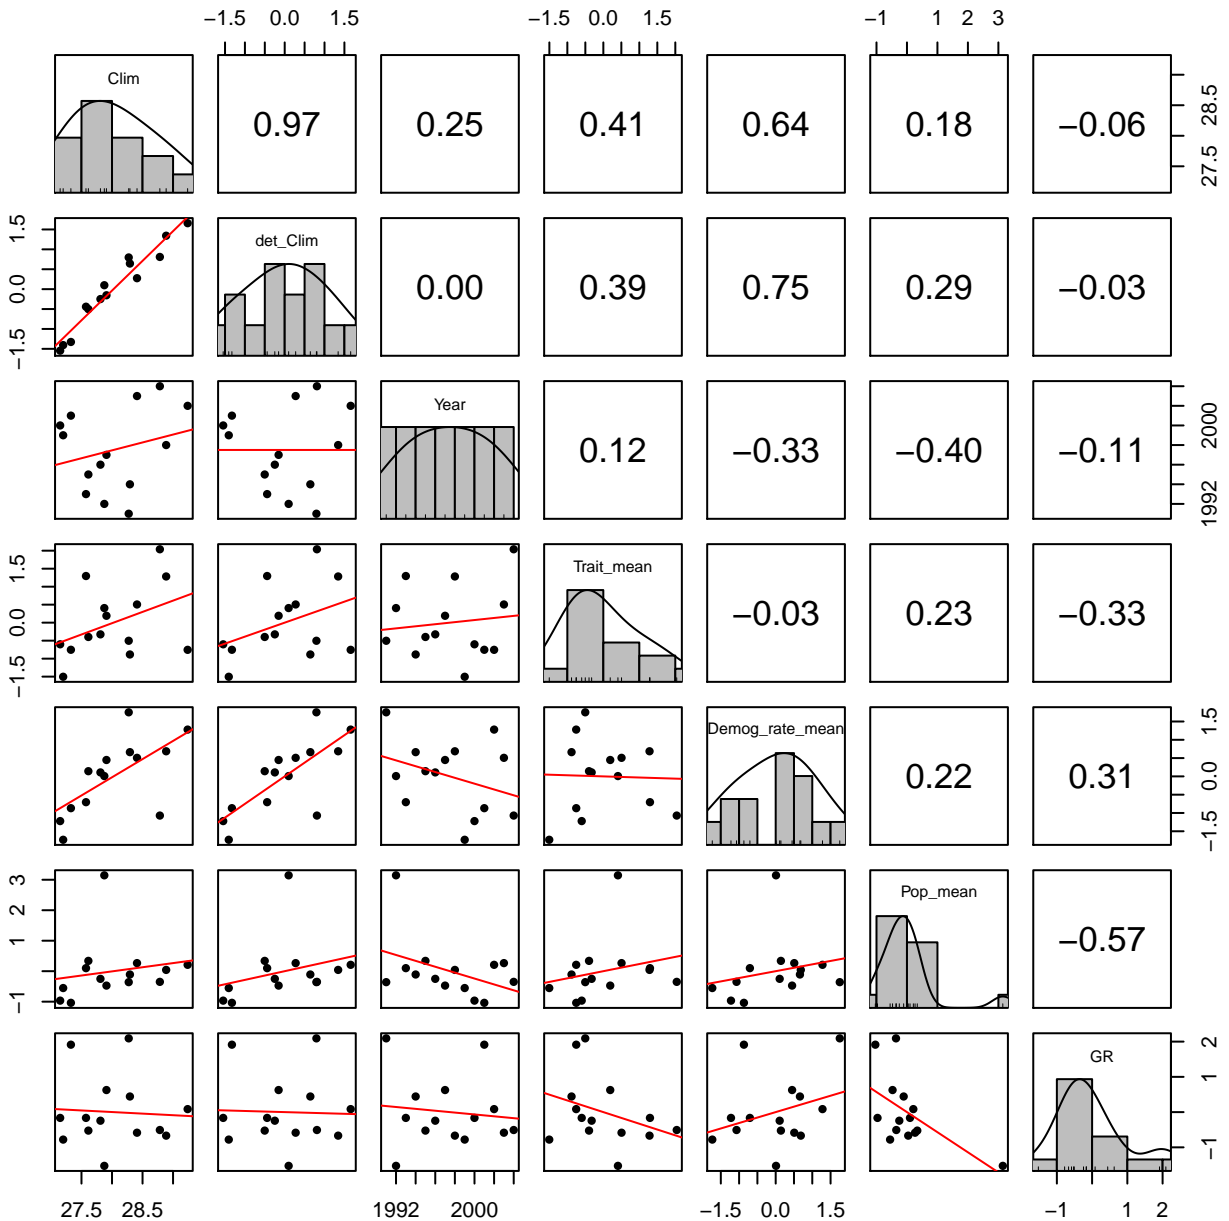 −1.5 0.0 1.5 −1.5 0.0 1.5 −1 1 3
Clim 0.97 0.25 0.41 0.64 0.18 −0.06 27.5 28.5
−1.5 0.0 1.5 det_Clim 0.00 0.39 0.75 0.29 −0.03
Year 0.12 −0.33 −0.40 −0.11 1992 2000
−1.5 0.0 1.5 Trait_mean −0.03 0.23 −0.33
Demog_rate_mean 0.22 0.31 −1.5 0.0 1.5
−1 1 2 3 Pop_mean −0.57
GR −1 1 2
27.5 28.5 1992 2000 −1.5 0.0 1.5 −1 1 2